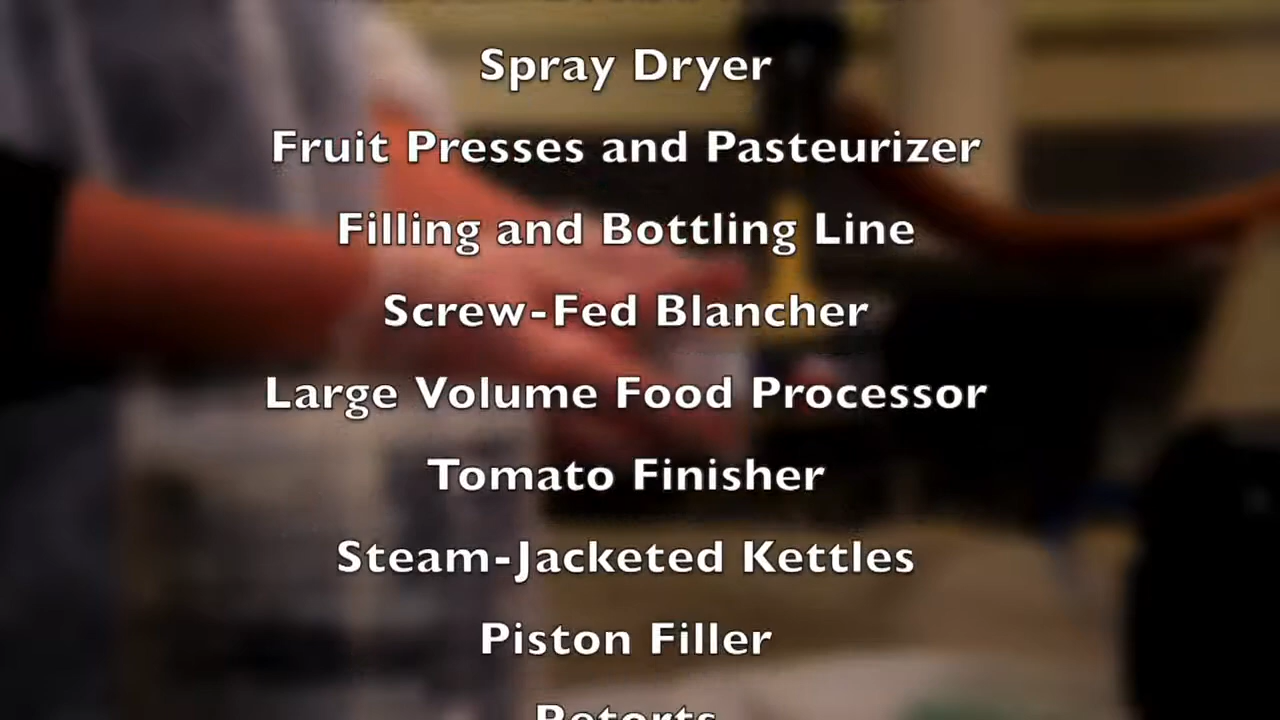 Spray Dryer
Fruit Presses and Pasteurizer
Filling and Bottling Line
Screw-Fed Blancher
Large Volume Food Processor
Tomato Finisher
Steam-Jacketed Kettles
Piston Filler
Retorts